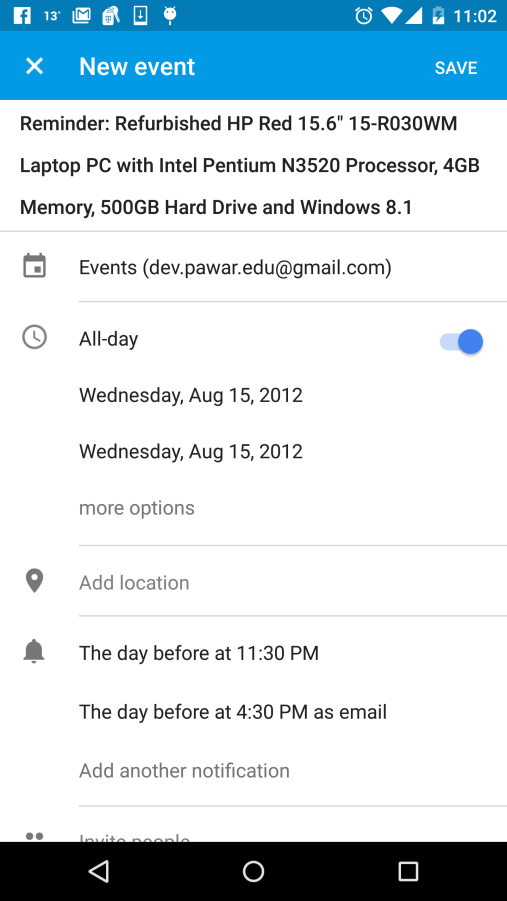 13°
11:02
New event
SAVE
Reminder: Refurbished HP Red 15.6" 15-R030WM
Laptop PC with Intel Pentium N3520 Processor, 4GB
Memory, 500GB Hard Drive and Windows 8.1
Events (dev.pawar.edu@gmail.com)
All-day
Wednesday, Aug 15, 2012
Wednesday, Aug 15, 2012
more options
Add location
The day before at 11:30 PM
The day before at 4:30 PM as email
Add another notification
Invite people